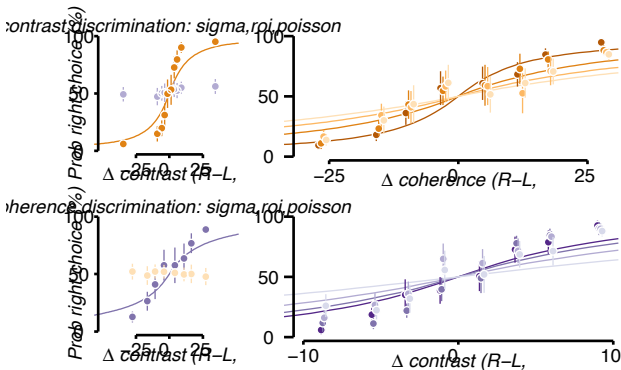 contrast discrimination: sigma,roi,poisson
Prob right choice (%)
100
50
0
-25 0 25
Δ contrast (R-L,
100
50
0
-25 0 25
Δ coherence (R-L,
oherence discrimination: sigma,roi,poisson
Prob right choice (%)
100
50
0
-25 0 25
Δ contrast (R-L,
100
50
0
-10 0 10
Δ contrast (R-L,